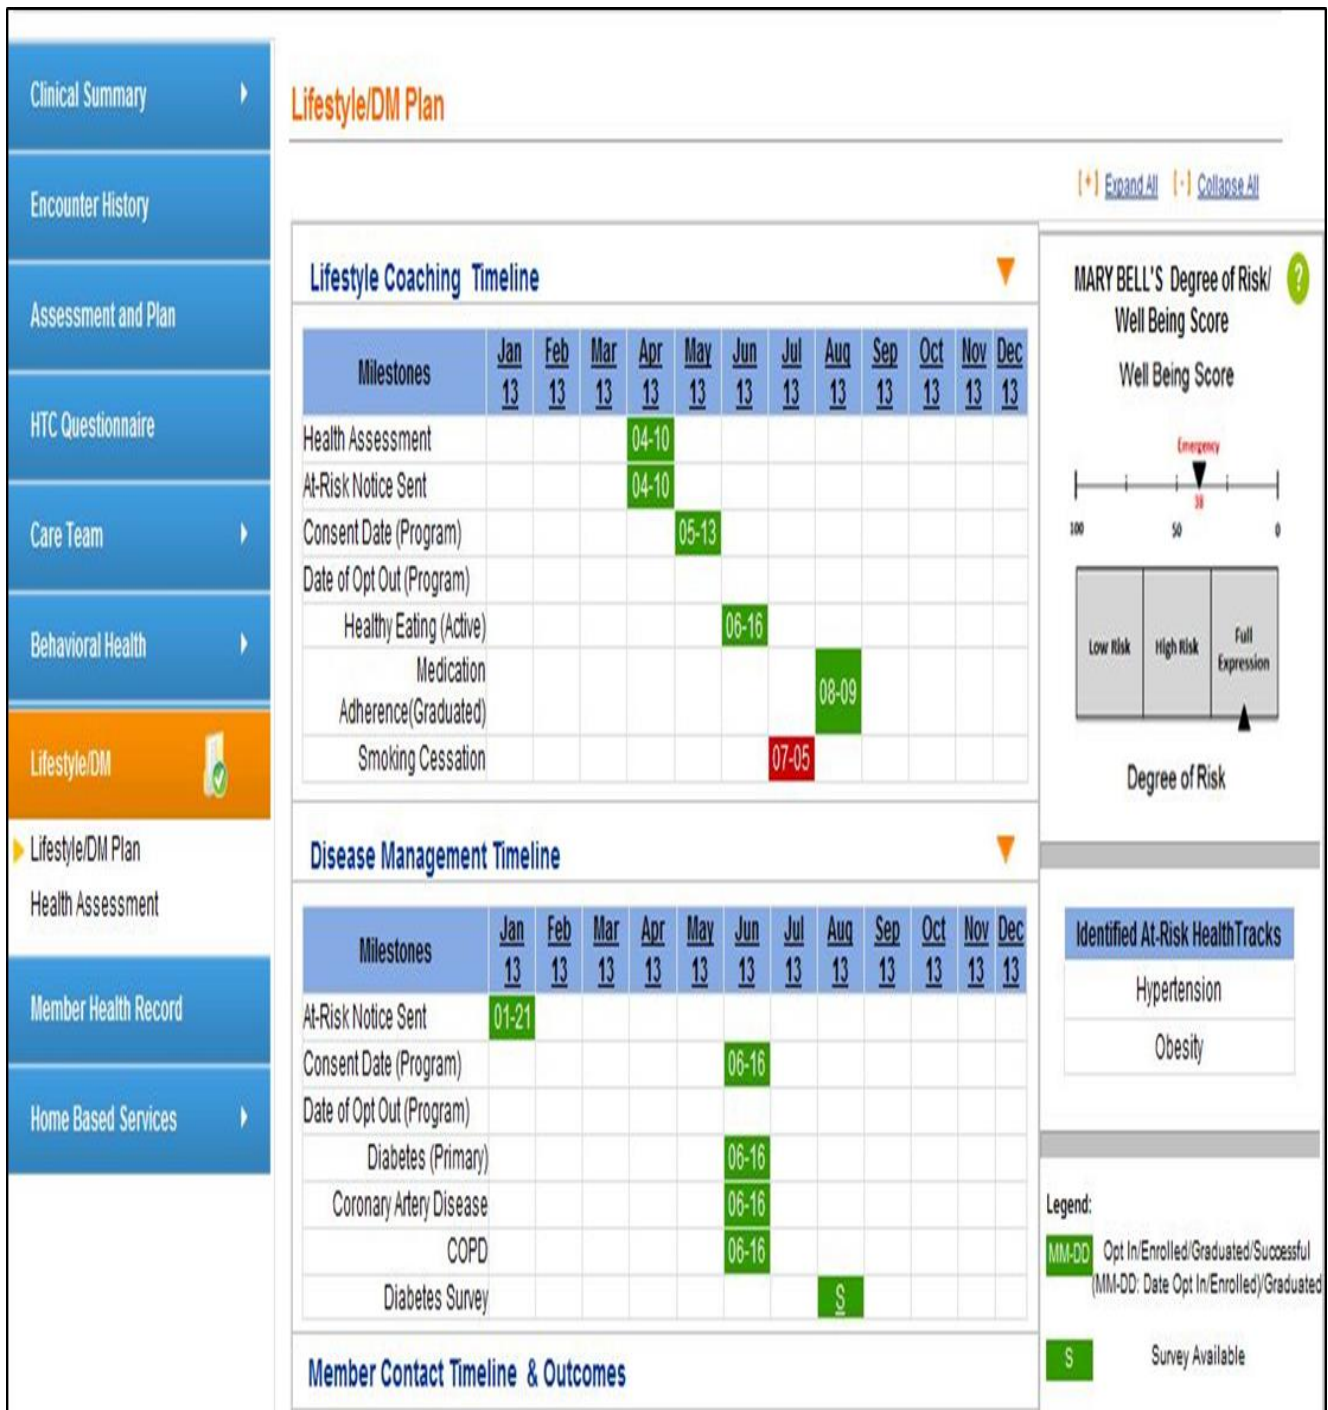 Clinical Summary
Encounter History
Assessment and Plan
HTC Questionnaire
Care Team
Behavioral Health
Lifestyle/DM
Lifestyle/DM Plan
Health Assessment
Member Health Record
Home Based Services
Lifestyle/DM Plan
[+] Expand All [-] Collapse All
Lifestyle Coaching Timeline
Milestones Jan 13 Feb 13 Mar 13 Apr 13 May 13 Jun 13 Jul 13 Aug 13 Sep 13 Oct 13 Nov 13 Dec 13
Health Assessment 04-10
At-Risk Notice Sent 04-10
Consent Date (Program) 05-13
Date of Opt Out (Program)
Healthy Eating (Active) 06-16
Medication
Adherence(Graduated) 08-09
Smoking Cessation 07-05
Disease Management Timeline
Milestones Jan 13 Feb 13 Mar 13 Apr 13 May 13 Jun 13 Jul 13 Aug 13 Sep 13 Oct 13 Nov 13 Dec 13
At-Risk Notice Sent 01-21
Consent Date (Program) 06-16
Date of Opt Out (Program)
Diabetes (Primary) 06-16
Coronary Artery Disease 06-16
COPD 06-16
Diabetes Survey S
Member Contact Timeline & Outcomes
MARY BELL'S Degree of Risk/
Well Being Score
?
Well Being Score
Emergency
38
100 50 0
Low Risk High Risk Full
Expression
Degree of Risk
Identified At-Risk HealthTracks
Hypertension
Obesity
Legend:
MM-DD Opt In/Enrolled/Graduated/Successful
(MM-DD: Date Opt In/Enrolled)/Graduated
S Survey Available